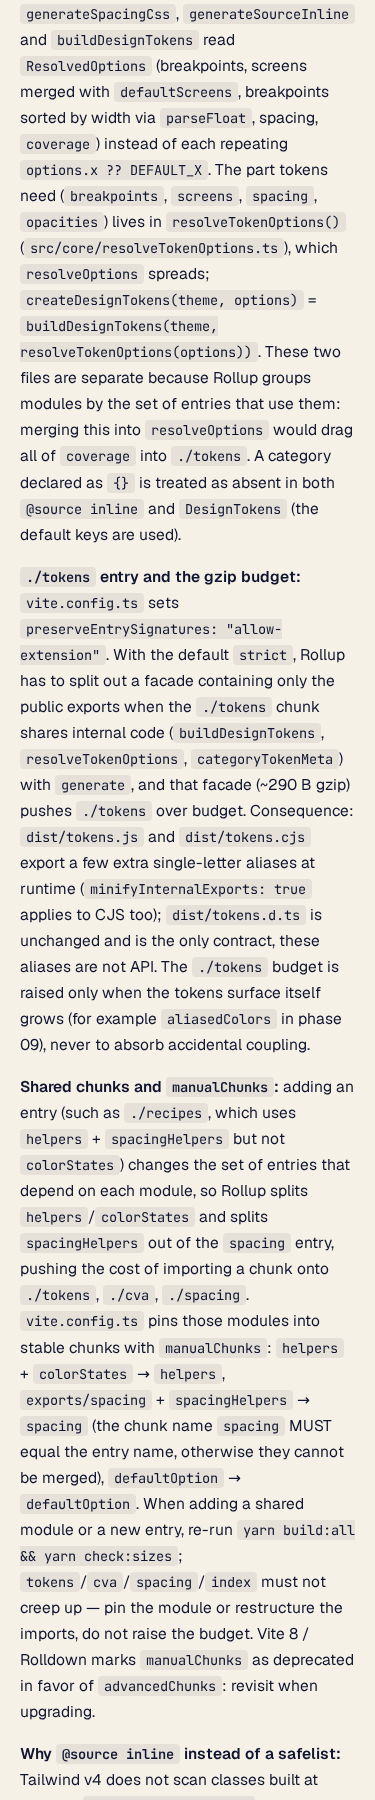 generateSpacingCss, generateSourceInline
and buildDesignTokens read
ResolvedOptions (breakpoints, screens
merged with defaultScreens, breakpoints
sorted by width via parseFloat, spacing,
coverage) instead of each repeating
options.x ?? DEFAULT_X. The part tokens
need (breakpoints, screens, spacing,
opacities) lives in resolveTokenOptions()
(src/core/resolveTokenOptions.ts), which
resolveOptions spreads;
createDesignTokens(theme, options) =
buildDesignTokens(theme,
resolveTokenOptions(options)). These two
files are separate because Rollup groups
modules by the set of entries that use them:
merging this into resolveOptions would drag
all of coverage into ./tokens. A category
declared as {} is treated as absent in both
@source inline and DesignTokens (the
default keys are used).
./tokens entry and the gzip budget:
vite.config.ts sets
preserveEntrySignatures: "allow-
extension". With the default strict, Rollup
has to split out a facade containing only the
public exports when the ./tokens chunk
shares internal code (buildDesignTokens,
resolveTokenOptions, categoryTokenMeta)
with generate, and that facade (~290 B gzip)
pushes ./tokens over budget. Consequence:
dist/tokens.js and dist/tokens.cjs
export a few extra single-letter aliases at
runtime (minifyInternalExports: true
applies to CJS too); dist/tokens.d.ts is
unchanged and is the only contract, these
aliases are not API. The ./tokens budget is
raised only when the tokens surface itself
grows (for example aliasedColors in phase
09), never to absorb accidental coupling.
Shared chunks and manualChunks: adding an
entry (such as ./recipes, which uses
helpers + spacingHelpers but not
colorStates) changes the set of entries that
depend on each module, so Rollup splits
helpers/colorStates and splits
spacingHelpers out of the spacing entry,
pushing the cost of importing a chunk onto
./tokens, ./cva, ./spacing.
vite.config.ts pins those modules into
stable chunks with manualChunks: helpers
+ colorStates → helpers,
exports/spacing + spacingHelpers →
spacing (the chunk name spacing MUST
equal the entry name, otherwise they cannot
be merged), defaultOption →
defaultOption. When adding a shared
module or a new entry, re-run yarn build:all
&& yarn check:sizes;
tokens/cva/spacing/index must not
creep up — pin the module or restructure the
imports, do not raise the budget. Vite 8 /
Rolldown marks manualChunks as deprecated
in favor of advancedChunks: revisit when
upgrading.
Why @source inline instead of a safelist:
Tailwind v4 does not scan classes built at